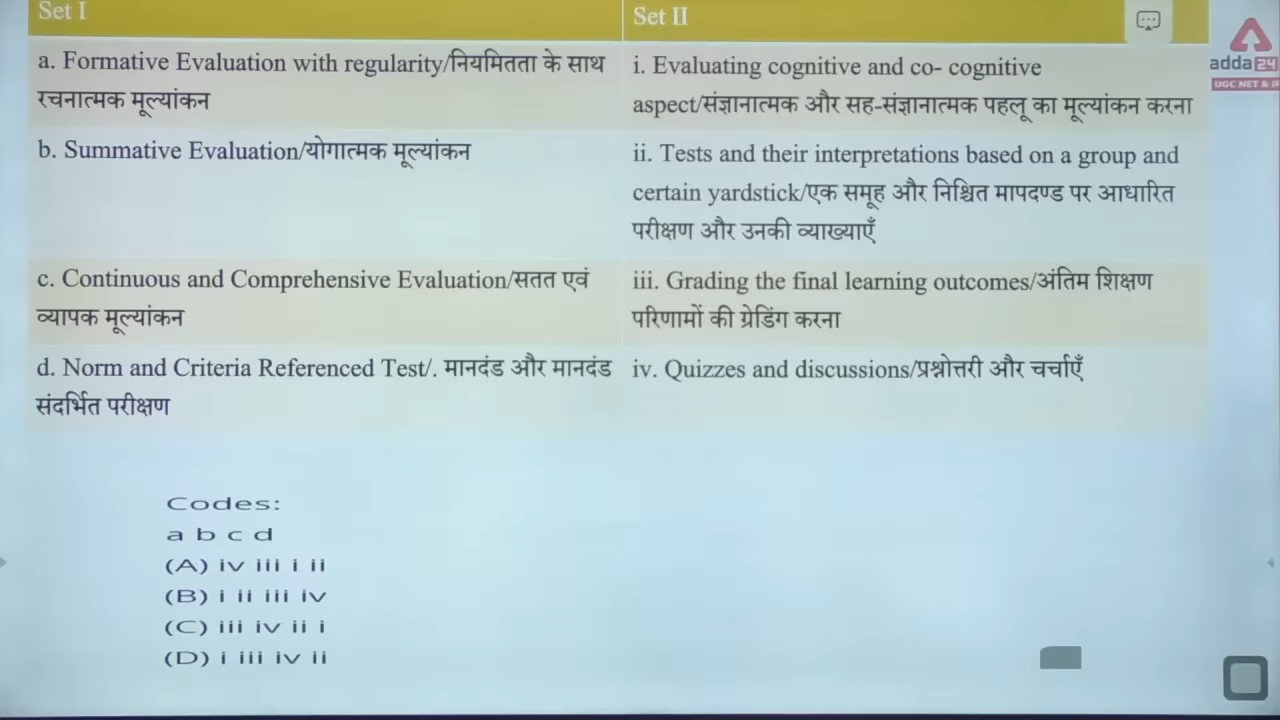 Set I
Set II
a. Formative Evaluation with regularity/नियमितता के साथ
रचनात्मक मूल्यांकन
i. Evaluating cognitive and co- cognitive
aspect/संज्ञानात्मक और सह-संज्ञानात्मक पहलू का मूल्यांकन करना
b. Summative Evaluation/योगात्मक मूल्यांकन
ii. Tests and their interpretations based on a group and
certain yardstick/एक समूह और निश्चित मापदण्ड पर आधारित
परीक्षण और उनकी व्याख्याएँ
c. Continuous and Comprehensive Evaluation/सतत एवं
व्यापक मूल्यांकन
iii. Grading the final learning outcomes/अंतिम शिक्षण
परिणामों की ग्रेडिंग करना
d. Norm and Criteria Referenced Test/. मानदंड और मानदंड
संदर्भित परीक्षण
iv. Quizzes and discussions/प्रश्नोत्तरी और चर्चाएँ
Codes:
a b c d
(A) iv iii i ii
(B) i ii iii iv
(C) iii iv ii i
(D) i iii iv ii
adda24
UGC NET &